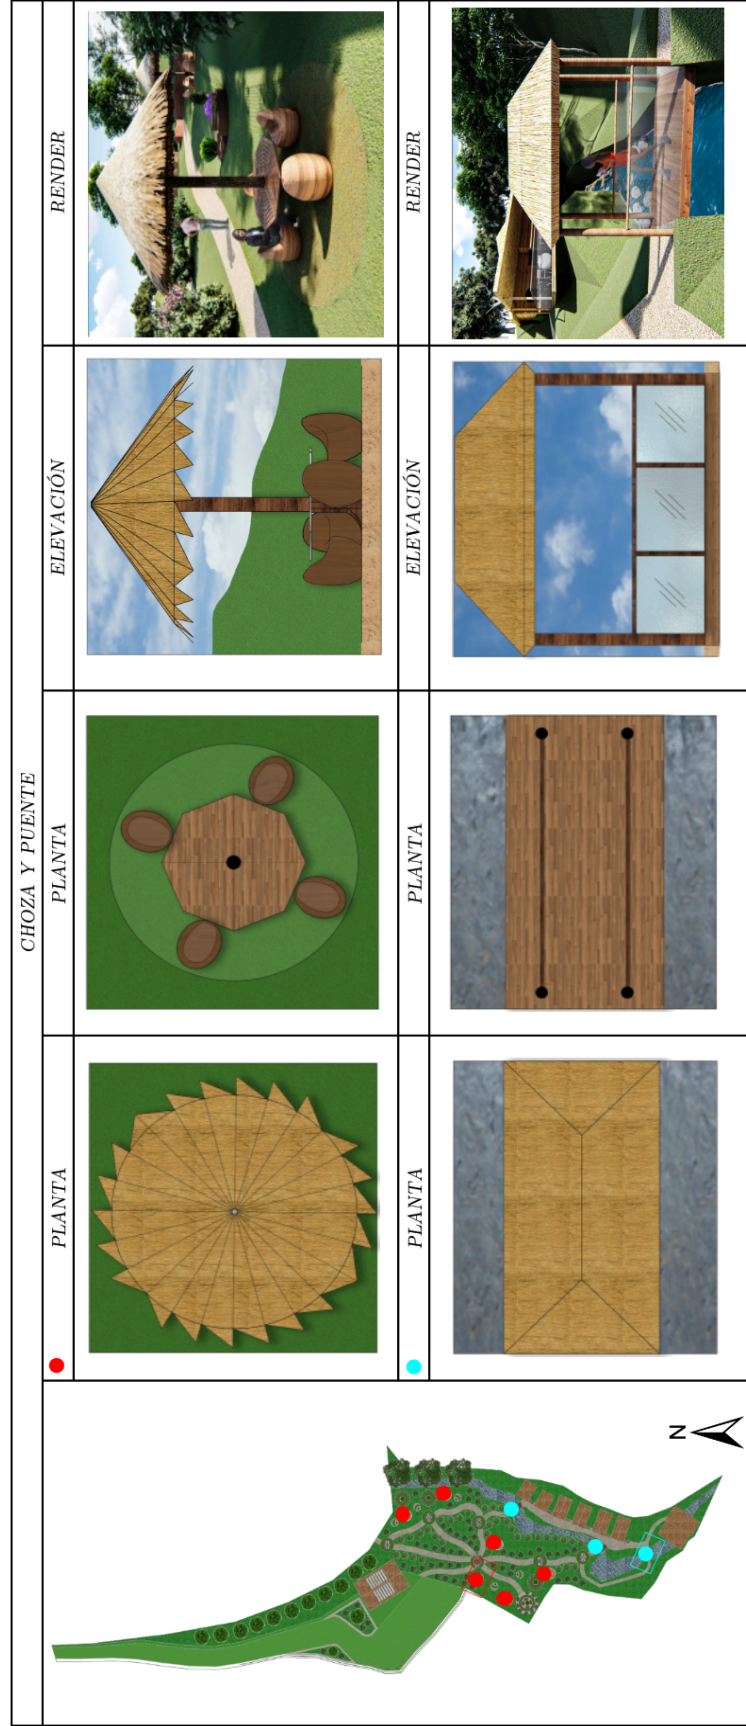 CHOZA Y PUENTE
PLANTA
PLANTA
ELEVACIÓN
RENDER
PLANTA
PLANTA
ELEVACIÓN
RENDER
N